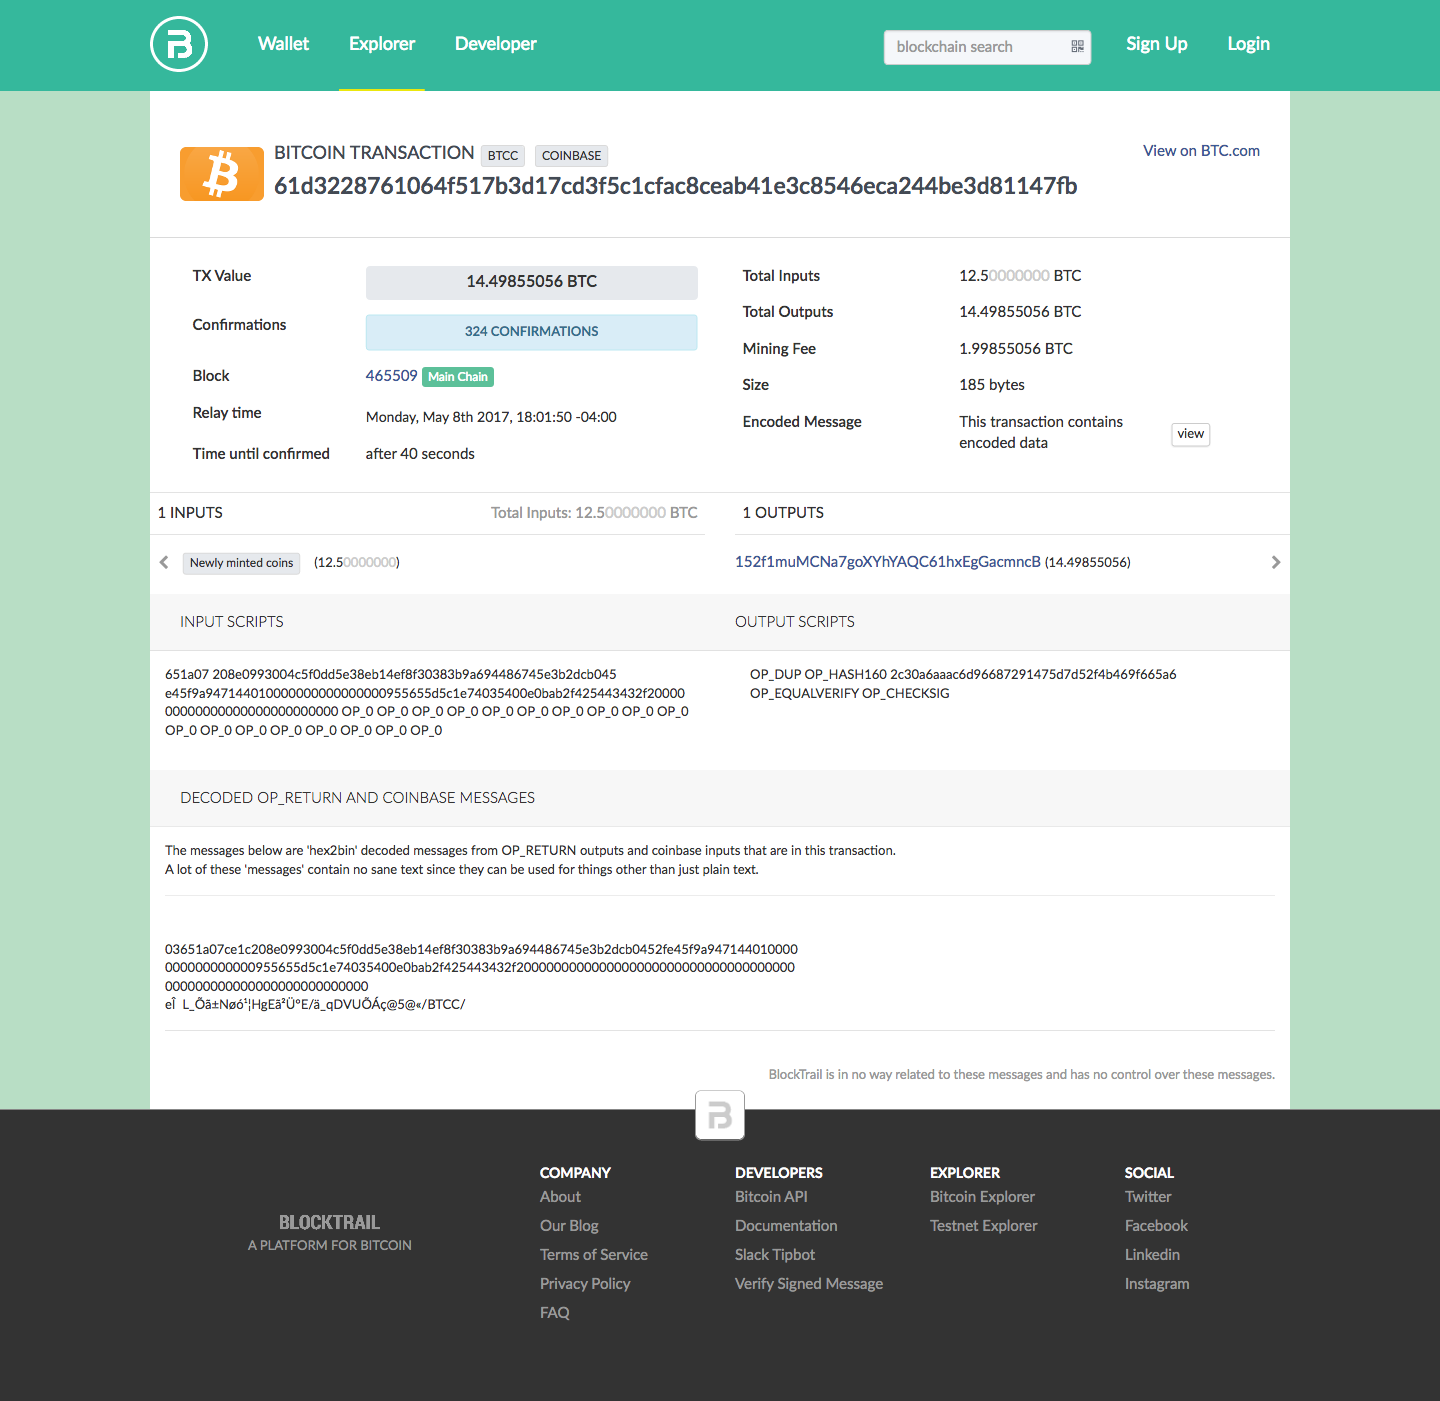 Wallet Explorer Developer blockchain search Sign Up Login
BITCOIN TRANSACTION BTCC COINBASE View on BTC.com
61d3228761064f517b3d17cd3f5c1cfac8ceab41e3c8546eca244be3d81147fb
TX Value 14.49855056 BTC
Confirmations 324 CONFIRMATIONS
Block 465509 Main Chain
Relay time Monday, May 8th 2017, 18:01:50 -04:00
Time until confirmed after 40 seconds
Total Inputs 12.50000000 BTC
Total Outputs 14.49855056 BTC
Mining Fee 1.99855056 BTC
Size 185 bytes
Encoded Message This transaction contains
encoded data view
1 INPUTS Total Inputs: 12.50000000 BTC
Newly minted coins (12.50000000)
1 OUTPUTS
152f1muMCNa7goXYhYAQC61hxEgGacmncB (14.49855056)
INPUT SCRIPTS
651a07 208e0993004c5f0dd5e38eb14ef8f30383b9a694486745e3b2dcb045
e45f9a9471440100000000000000000955655d5c1e74035400e0bab2f425443432f20000
00000000000000000000000 OP_0 OP_0 OP_0 OP_0 OP_0 OP_0 OP_0 OP_0 OP_0 OP_0
OP_0 OP_0 OP_0 OP_0 OP_0 OP_0 OP_0 OP_0
OUTPUT SCRIPTS
OP_DUP OP_HASH160 2c30a6aaac6d96687291475d7d52f4b469f665a6
OP_EQUALVERIFY OP_CHECKSIG
DECODED OP_RETURN AND COINBASE MESSAGES
The messages below are 'hex2bin' decoded messages from OP_RETURN outputs and coinbase inputs that are in this transaction.
A lot of these 'messages' contain no sane text since they can be used for things other than just plain text.
03651a07ce1c208e0993004c5f0dd5e38eb14ef8f30383b9a694486745e3b2dcb0452fe45f9a947144010000
000000000000955655d5c1e74035400e0bab2f425443432f2000000000000000000000000000000000000
000000000000000000000000000
eÎ L_Õã±Nøó¹¦HgEã²Ü°E/ä_qDVUÕÁç@5@«/BTCC/
BlockTrail is in no way related to these messages and has no control over these messages.
BLOCKTRAIL
A PLATFORM FOR BITCOIN
COMPANY
About
Our Blog
Terms of Service
Privacy Policy
FAQ
DEVELOPERS
Bitcoin API
Documentation
Slack Tipbot
Verify Signed Message
EXPLORER
Bitcoin Explorer
Testnet Explorer
SOCIAL
Twitter
Facebook
Linkedin
Instagram